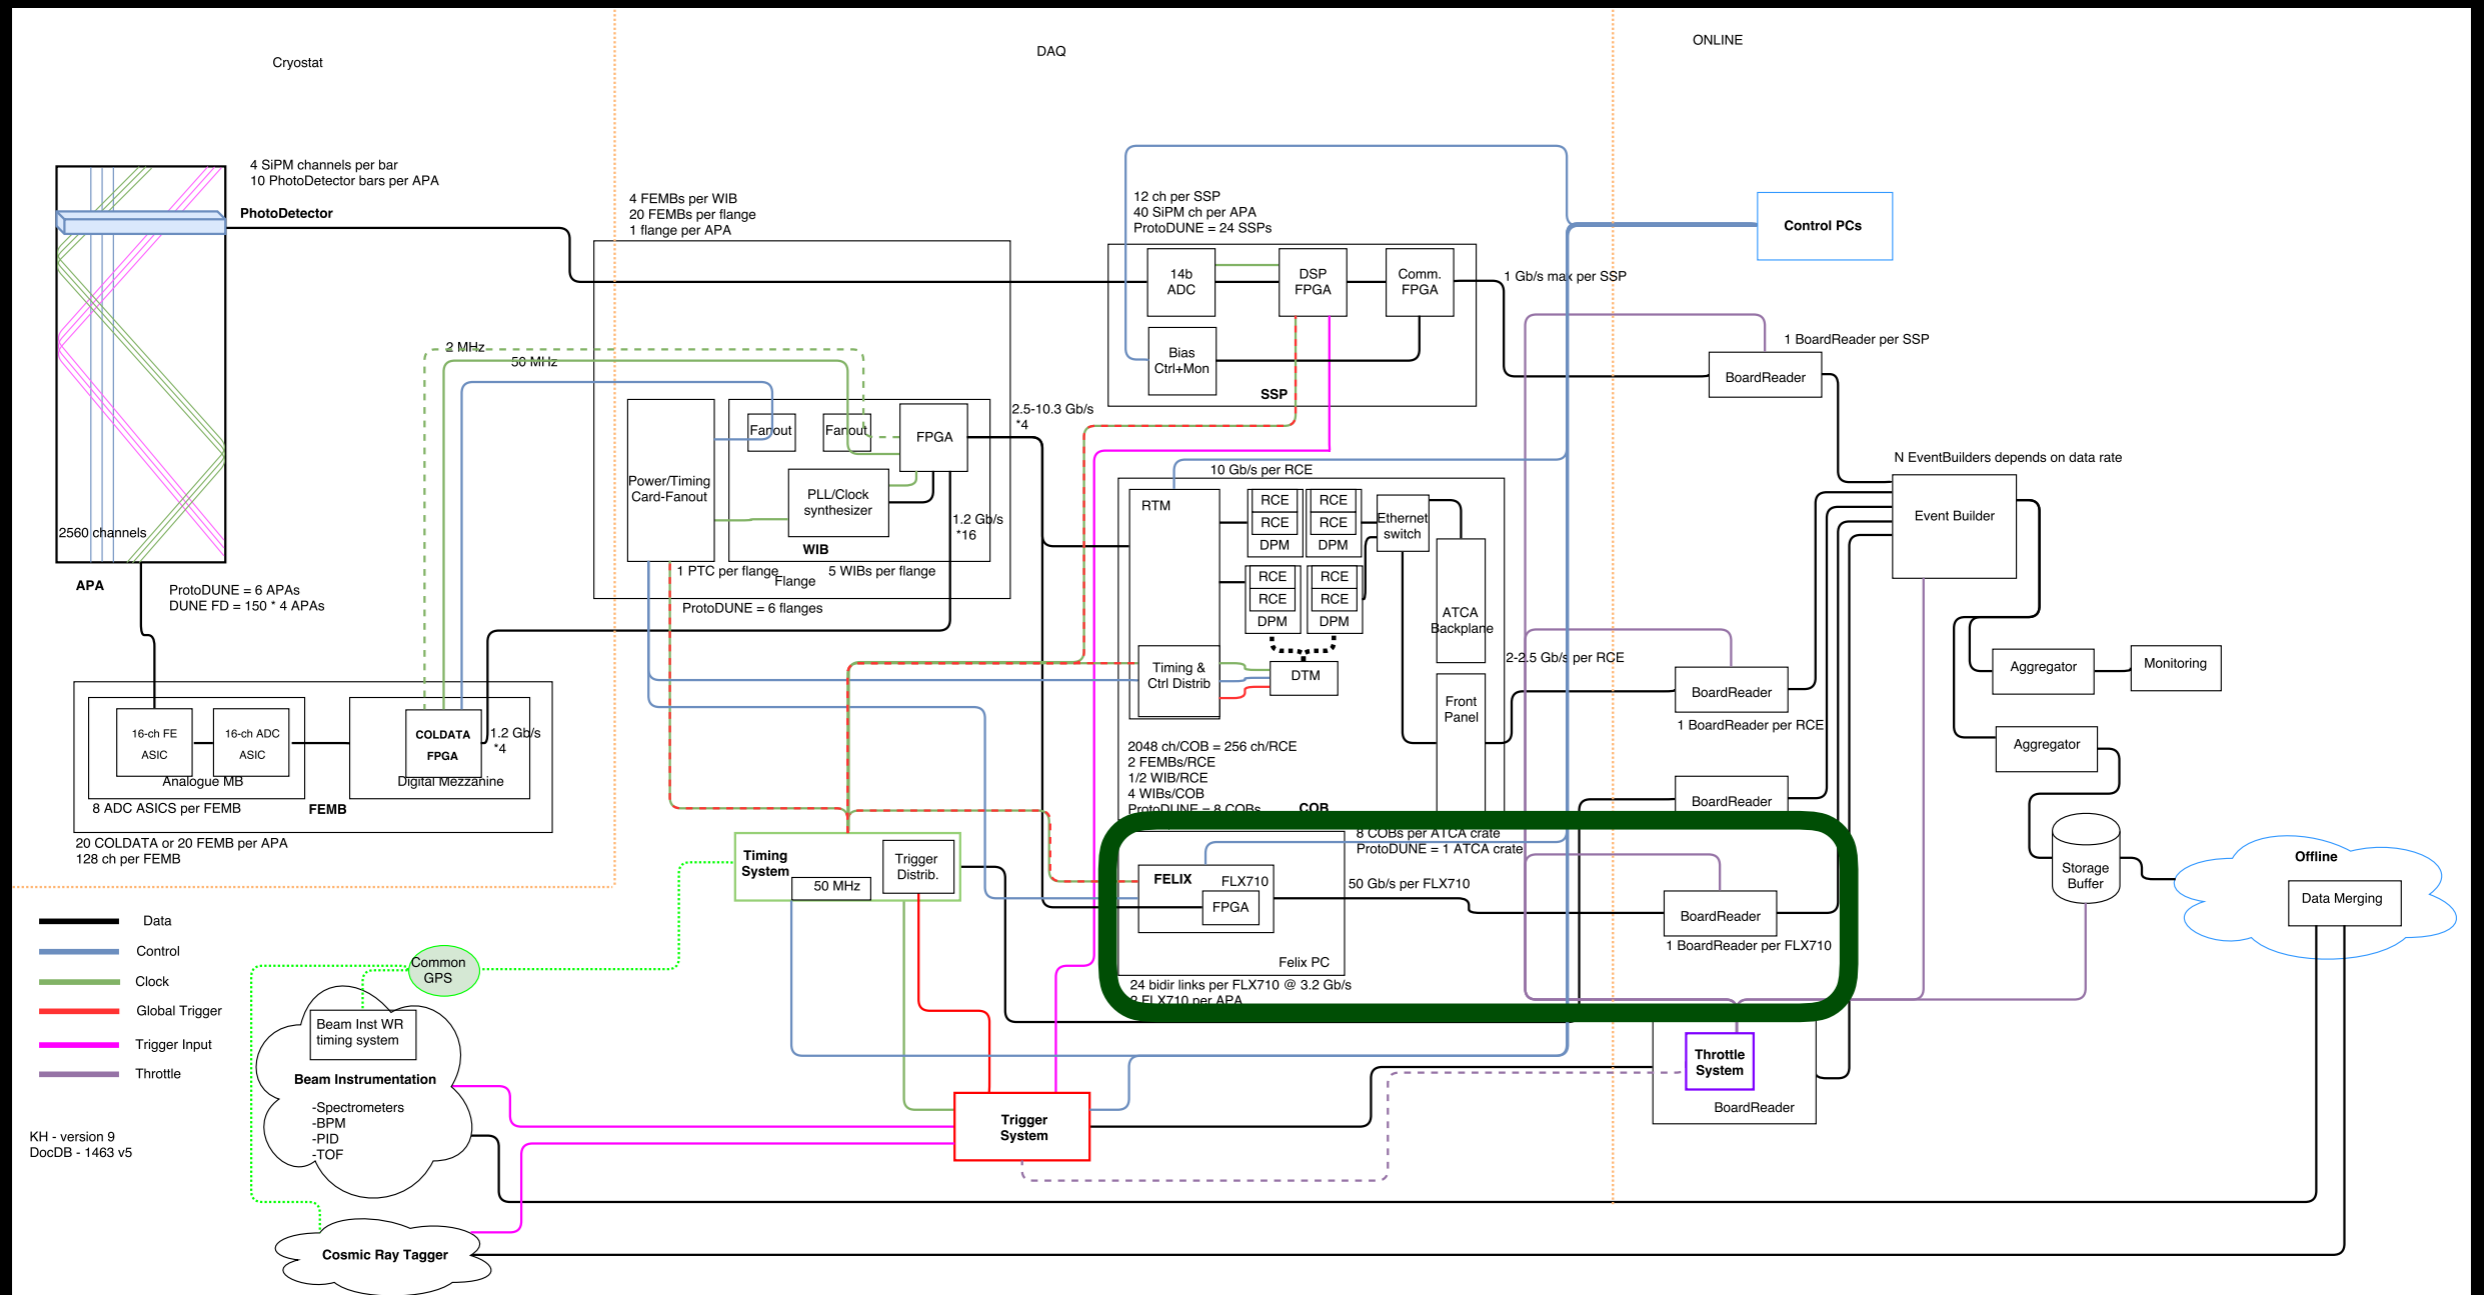 Cryostat
DAQ
ONLINE
4 SiPM channels per bar
10 PhotoDetector bars per APA
PhotoDetector
2560 channels
APA
ProtoDUNE = 6 APAs
DUNE FD = 150 * 4 APAs
2 MHz
50 MHz
16-ch FE
ASIC
16-ch ADC
ASIC
Analogue MB
COLDATA
FPGA
Digital Mezzanine
1.2 Gb/s
*4
8 ADC ASICS per FEMB
FEMB
20 COLDATA or 20 FEMB per APA
128 ch per FEMB
4 FEMBs per WIB
20 FEMBs per flange
1 flange per APA
Power/Timing
Card-Fanout
Fanout
Fanout
FPGA
PLL/Clock
synthesizer
WIB
2.5-10.3 Gb/s
*4
1.2 Gb/s
*16
1 PTC per flange
5 WIBs per flange
Flange
ProtoDUNE = 6 flanges
12 ch per SSP
40 SiPM ch per APA
ProtoDUNE = 24 SSPs
14b
ADC
DSP
FPGA
Comm.
FPGA
Bias
Ctrl+Mon
SSP
1 Gb/s max per SSP
Control PCs
1 BoardReader per SSP
BoardReader
10 Gb/s per RCE
RTM
RCE
RCE
DPM
RCE
RCE
DPM
RCE
RCE
DPM
RCE
RCE
DPM
Ethernet
switch
ATCA
Backplane
Timing &
Ctrl Distrib
DTM
Front
Panel
2-2.5 Gb/s per RCE
2048 ch/COB = 256 ch/RCE
2 FEMBs/RCE
1/2 WIB/RCE
4 WIBs/COB
ProtoDUNE = 8 COBs
COB
8 COBs per ATCA crate
ProtoDUNE = 1 ATCA crate
BoardReader
1 BoardReader per RCE
BoardReader
N EventBuilders depends on data rate
Event Builder
Aggregator
Monitoring
Aggregator
Storage
Buffer
Offline
Data Merging
Timing
System
50 MHz
Trigger
Distrib.
FELIX
FLX710
FPGA
Felix PC
50 Gb/s per FLX710
BoardReader
1 BoardReader per FLX710
24 bidir links per FLX710 @ 3.2 Gb/s
2 FLX710 per APA
Throttle
System
BoardReader
Trigger
System
Data
Control
Clock
Global Trigger
Trigger Input
Throttle
KH - version 9
DocDB - 1463 v5
Common
GPS
Beam Inst WR
timing system
Beam Instrumentation
-Spectrometers
-BPM
-PID
-TOF
Cosmic Ray Tagger